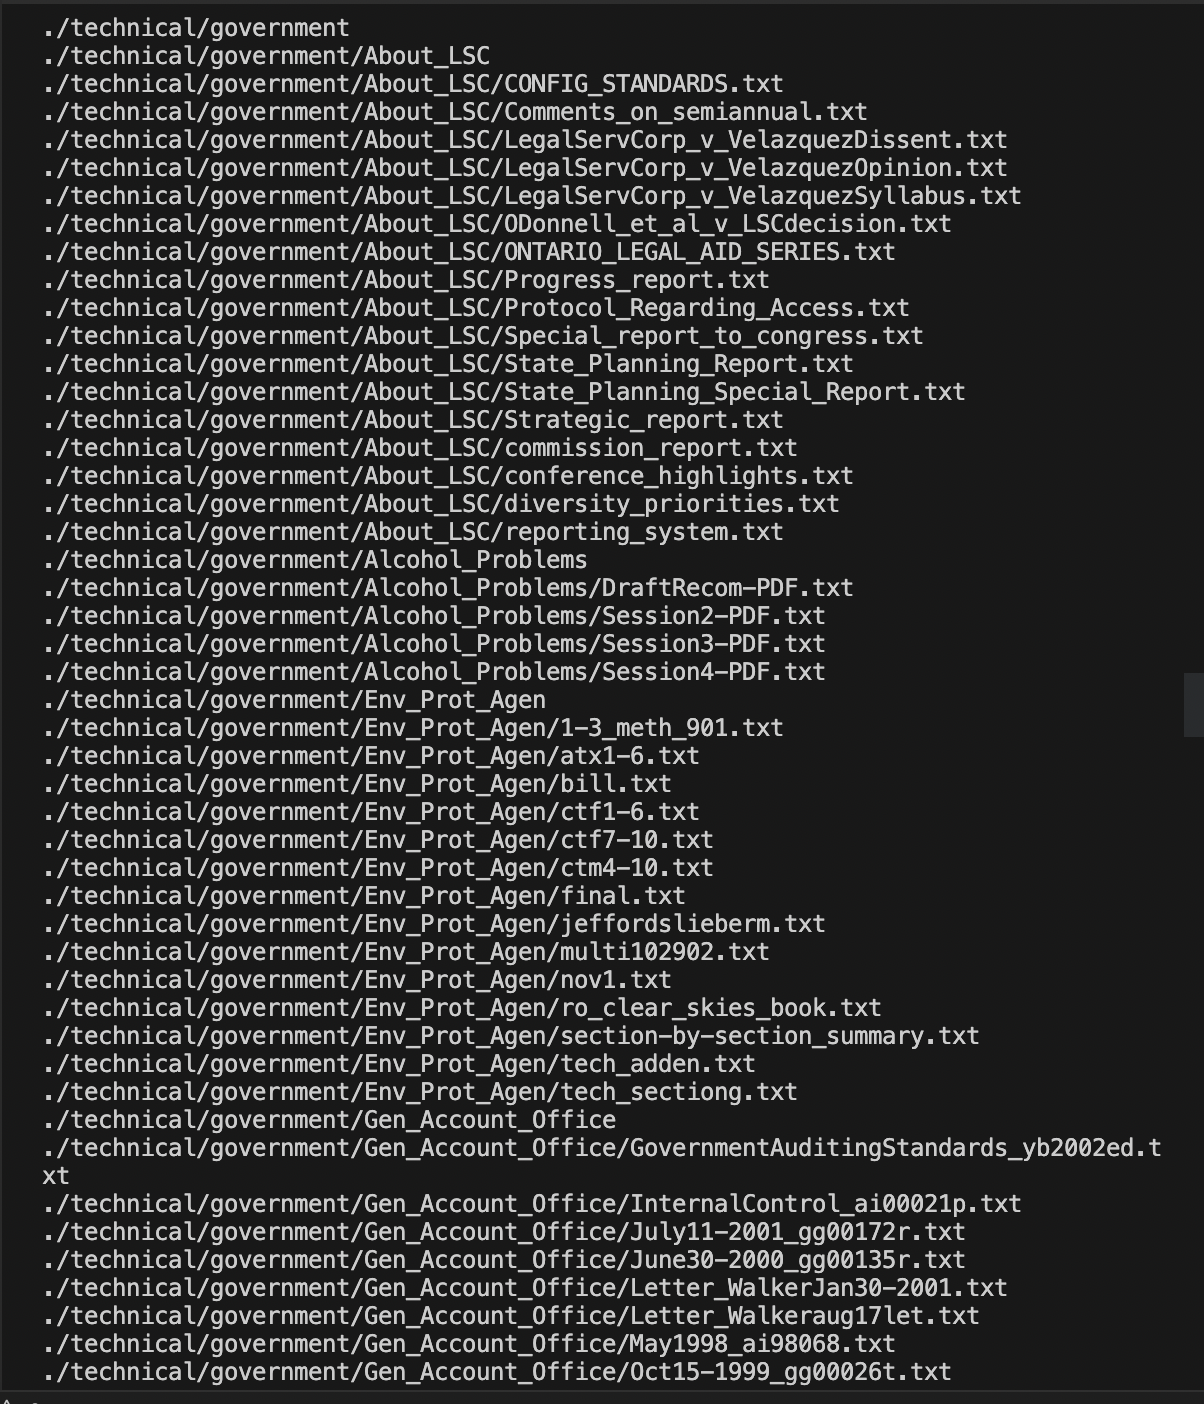 ./technical/government
./technical/government/About_LSC
./technical/government/About_LSC/CONFIG_STANDARDS.txt
./technical/government/About_LSC/Comments_on_semiannual.txt
./technical/government/About_LSC/LegalServCorp_v_VelazquezDissent.txt
./technical/government/About_LSC/LegalServCorp_v_VelazquezOpinion.txt
./technical/government/About_LSC/LegalServCorp_v_VelazquezSyllabus.txt
./technical/government/About_LSC/ODonnell_et_al_v_LSCdecision.txt
./technical/government/About_LSC/ONTARIO_LEGAL_AID_SERIES.txt
./technical/government/About_LSC/Progress_report.txt
./technical/government/About_LSC/Protocol_Regarding_Access.txt
./technical/government/About_LSC/Special_report_to_congress.txt
./technical/government/About_LSC/State_Planning_Report.txt
./technical/government/About_LSC/State_Planning_Special_Report.txt
./technical/government/About_LSC/Strategic_report.txt
./technical/government/About_LSC/commission_report.txt
./technical/government/About_LSC/conference_highlights.txt
./technical/government/About_LSC/diversity_priorities.txt
./technical/government/About_LSC/reporting_system.txt
./technical/government/Alcohol_Problems
./technical/government/Alcohol_Problems/DraftRecom-PDF.txt
./technical/government/Alcohol_Problems/Session2-PDF.txt
./technical/government/Alcohol_Problems/Session3-PDF.txt
./technical/government/Alcohol_Problems/Session4-PDF.txt
./technical/government/Env_Prot_Agen
./technical/government/Env_Prot_Agen/1-3_meth_901.txt
./technical/government/Env_Prot_Agen/atx1-6.txt
./technical/government/Env_Prot_Agen/bill.txt
./technical/government/Env_Prot_Agen/ctf1-6.txt
./technical/government/Env_Prot_Agen/ctf7-10.txt
./technical/government/Env_Prot_Agen/ctm4-10.txt
./technical/government/Env_Prot_Agen/final.txt
./technical/government/Env_Prot_Agen/jeffordslieberm.txt
./technical/government/Env_Prot_Agen/multi102902.txt
./technical/government/Env_Prot_Agen/nov1.txt
./technical/government/Env_Prot_Agen/ro_clear_skies_book.txt
./technical/government/Env_Prot_Agen/section-by-section_summary.txt
./technical/government/Env_Prot_Agen/tech_adden.txt
./technical/government/Env_Prot_Agen/tech_sectiong.txt
./technical/government/Gen_Account_Office
./technical/government/Gen_Account_Office/GovernmentAuditingStandards_yb2002ed.t
xt
./technical/government/Gen_Account_Office/InternalControl_ai00021p.txt
./technical/government/Gen_Account_Office/July11-2001_gg00172r.txt
./technical/government/Gen_Account_Office/June30-2000_gg00135r.txt
./technical/government/Gen_Account_Office/Letter_WalkerJan30-2001.txt
./technical/government/Gen_Account_Office/Letter_Walkeraug17let.txt
./technical/government/Gen_Account_Office/May1998_ai98068.txt
./technical/government/Gen_Account_Office/Oct15-1999_gg00026t.txt